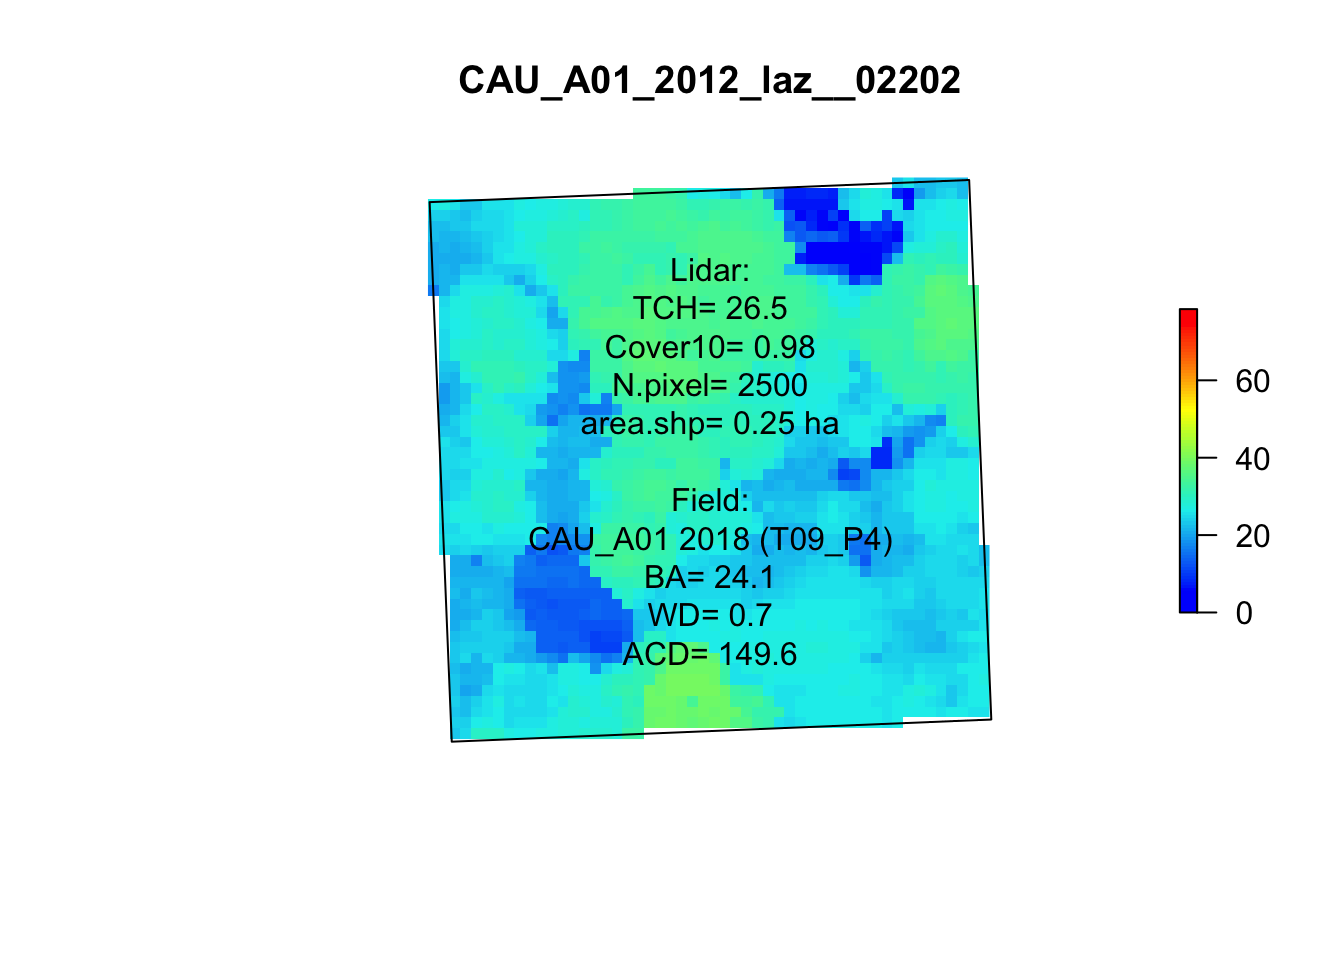 CAU_A01_2012_laz__02202
Lidar:
TCH= 26.5
Cover10= 0.98
N.pixel= 2500
area.shp= 0.25 ha
Field:
CAU_A01 2018 (T09_P4)
BA= 24.1
WD= 0.7
ACD= 149.6
60
40
20
0